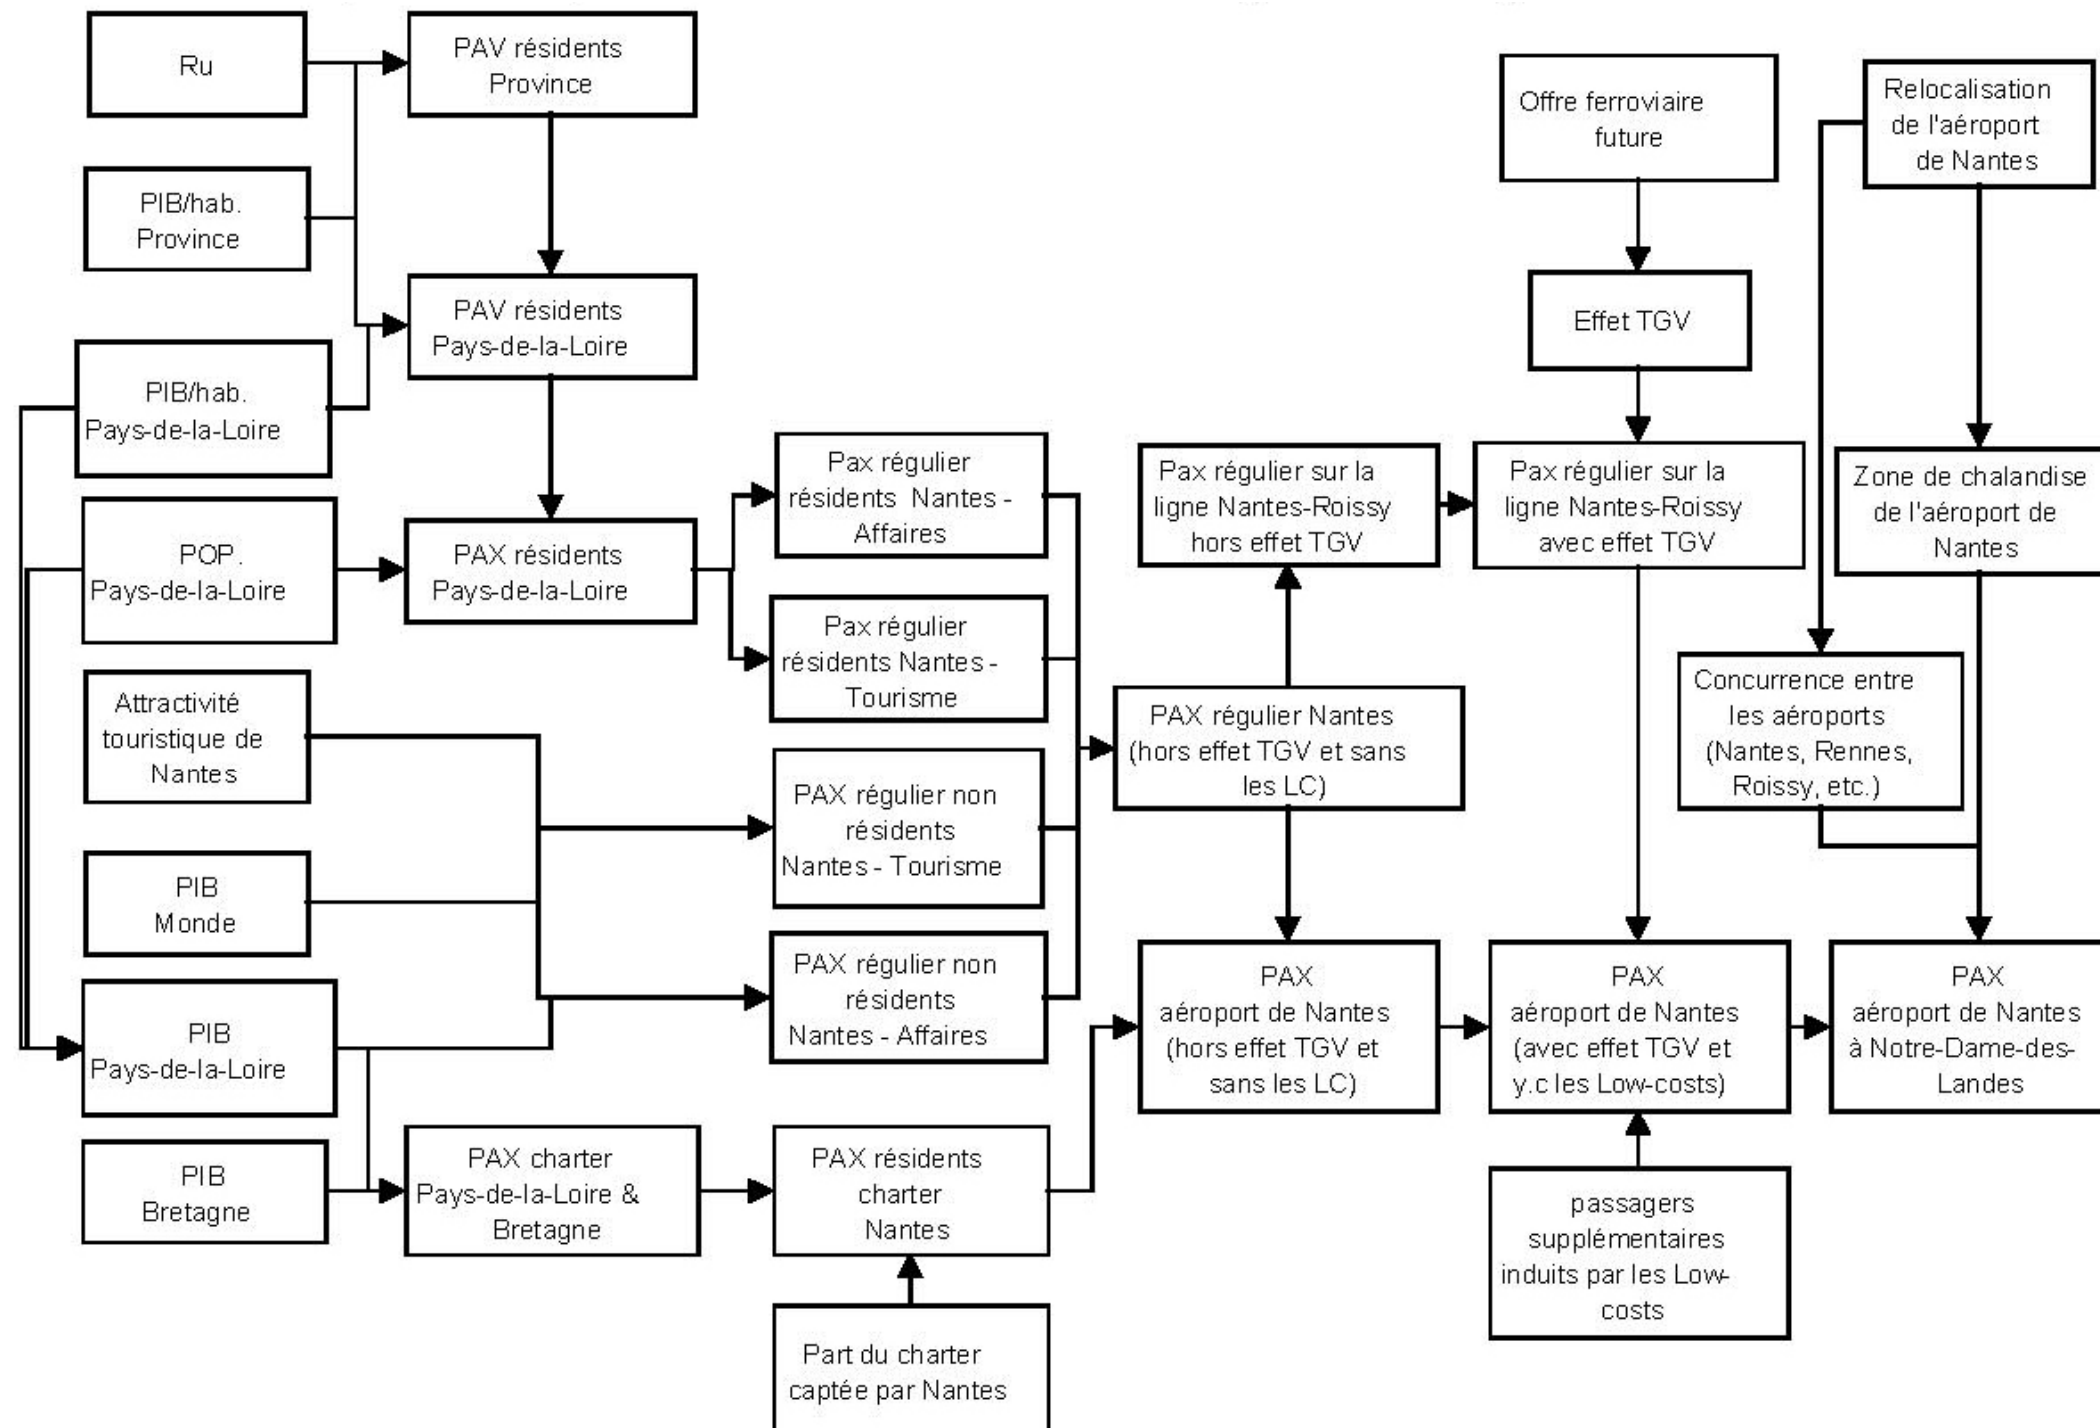 Ru
PAV résidents
Province
PIB/hab.
Province
PAV résidents
Pays-de-la-Loire
PIB/hab.
Pays-de-la-Loire
POP.
Pays-de-la-Loire
PAX résidents
Pays-de-la-Loire
Attractivité
touristique de
Nantes
PIB
Monde
PIB
Pays-de-la-Loire
PIB
Bretagne
PAX charter
Pays-de-la-Loire &
Bretagne
Pax régulier
résidents Nantes -
Affaires
Pax régulier
résidents Nantes -
Tourisme
PAX régulier non
résidents
Nantes - Tourisme
PAX régulier non
résidents
Nantes - Affaires
PAX résidents
charter
Nantes
Part du charter
captée par Nantes
Pax régulier sur la
ligne Nantes-Roissy
hors effet TGV
PAX régulier Nantes
(hors effet TGV et sans
les LC)
PAX
aéroport de Nantes
(hors effet TGV et
sans les LC)
Offre ferroviaire
future
Effet TGV
Pax régulier sur la
ligne Nantes-Roissy
avec effet TGV
PAX
aéroport de Nantes
(avec effet TGV et
y.c les Low-costs)
passagers
supplémentaires
induits par les Low-
costs
Relocalisation
de l'aéroport
de Nantes
Zone de chalandise
de l'aéroport de
Nantes
Concurrence entre
les aéroports
(Nantes, Rennes,
Roissy, etc.)
PAX
aéroport de Nantes
à Notre-Dame-des-
Landes